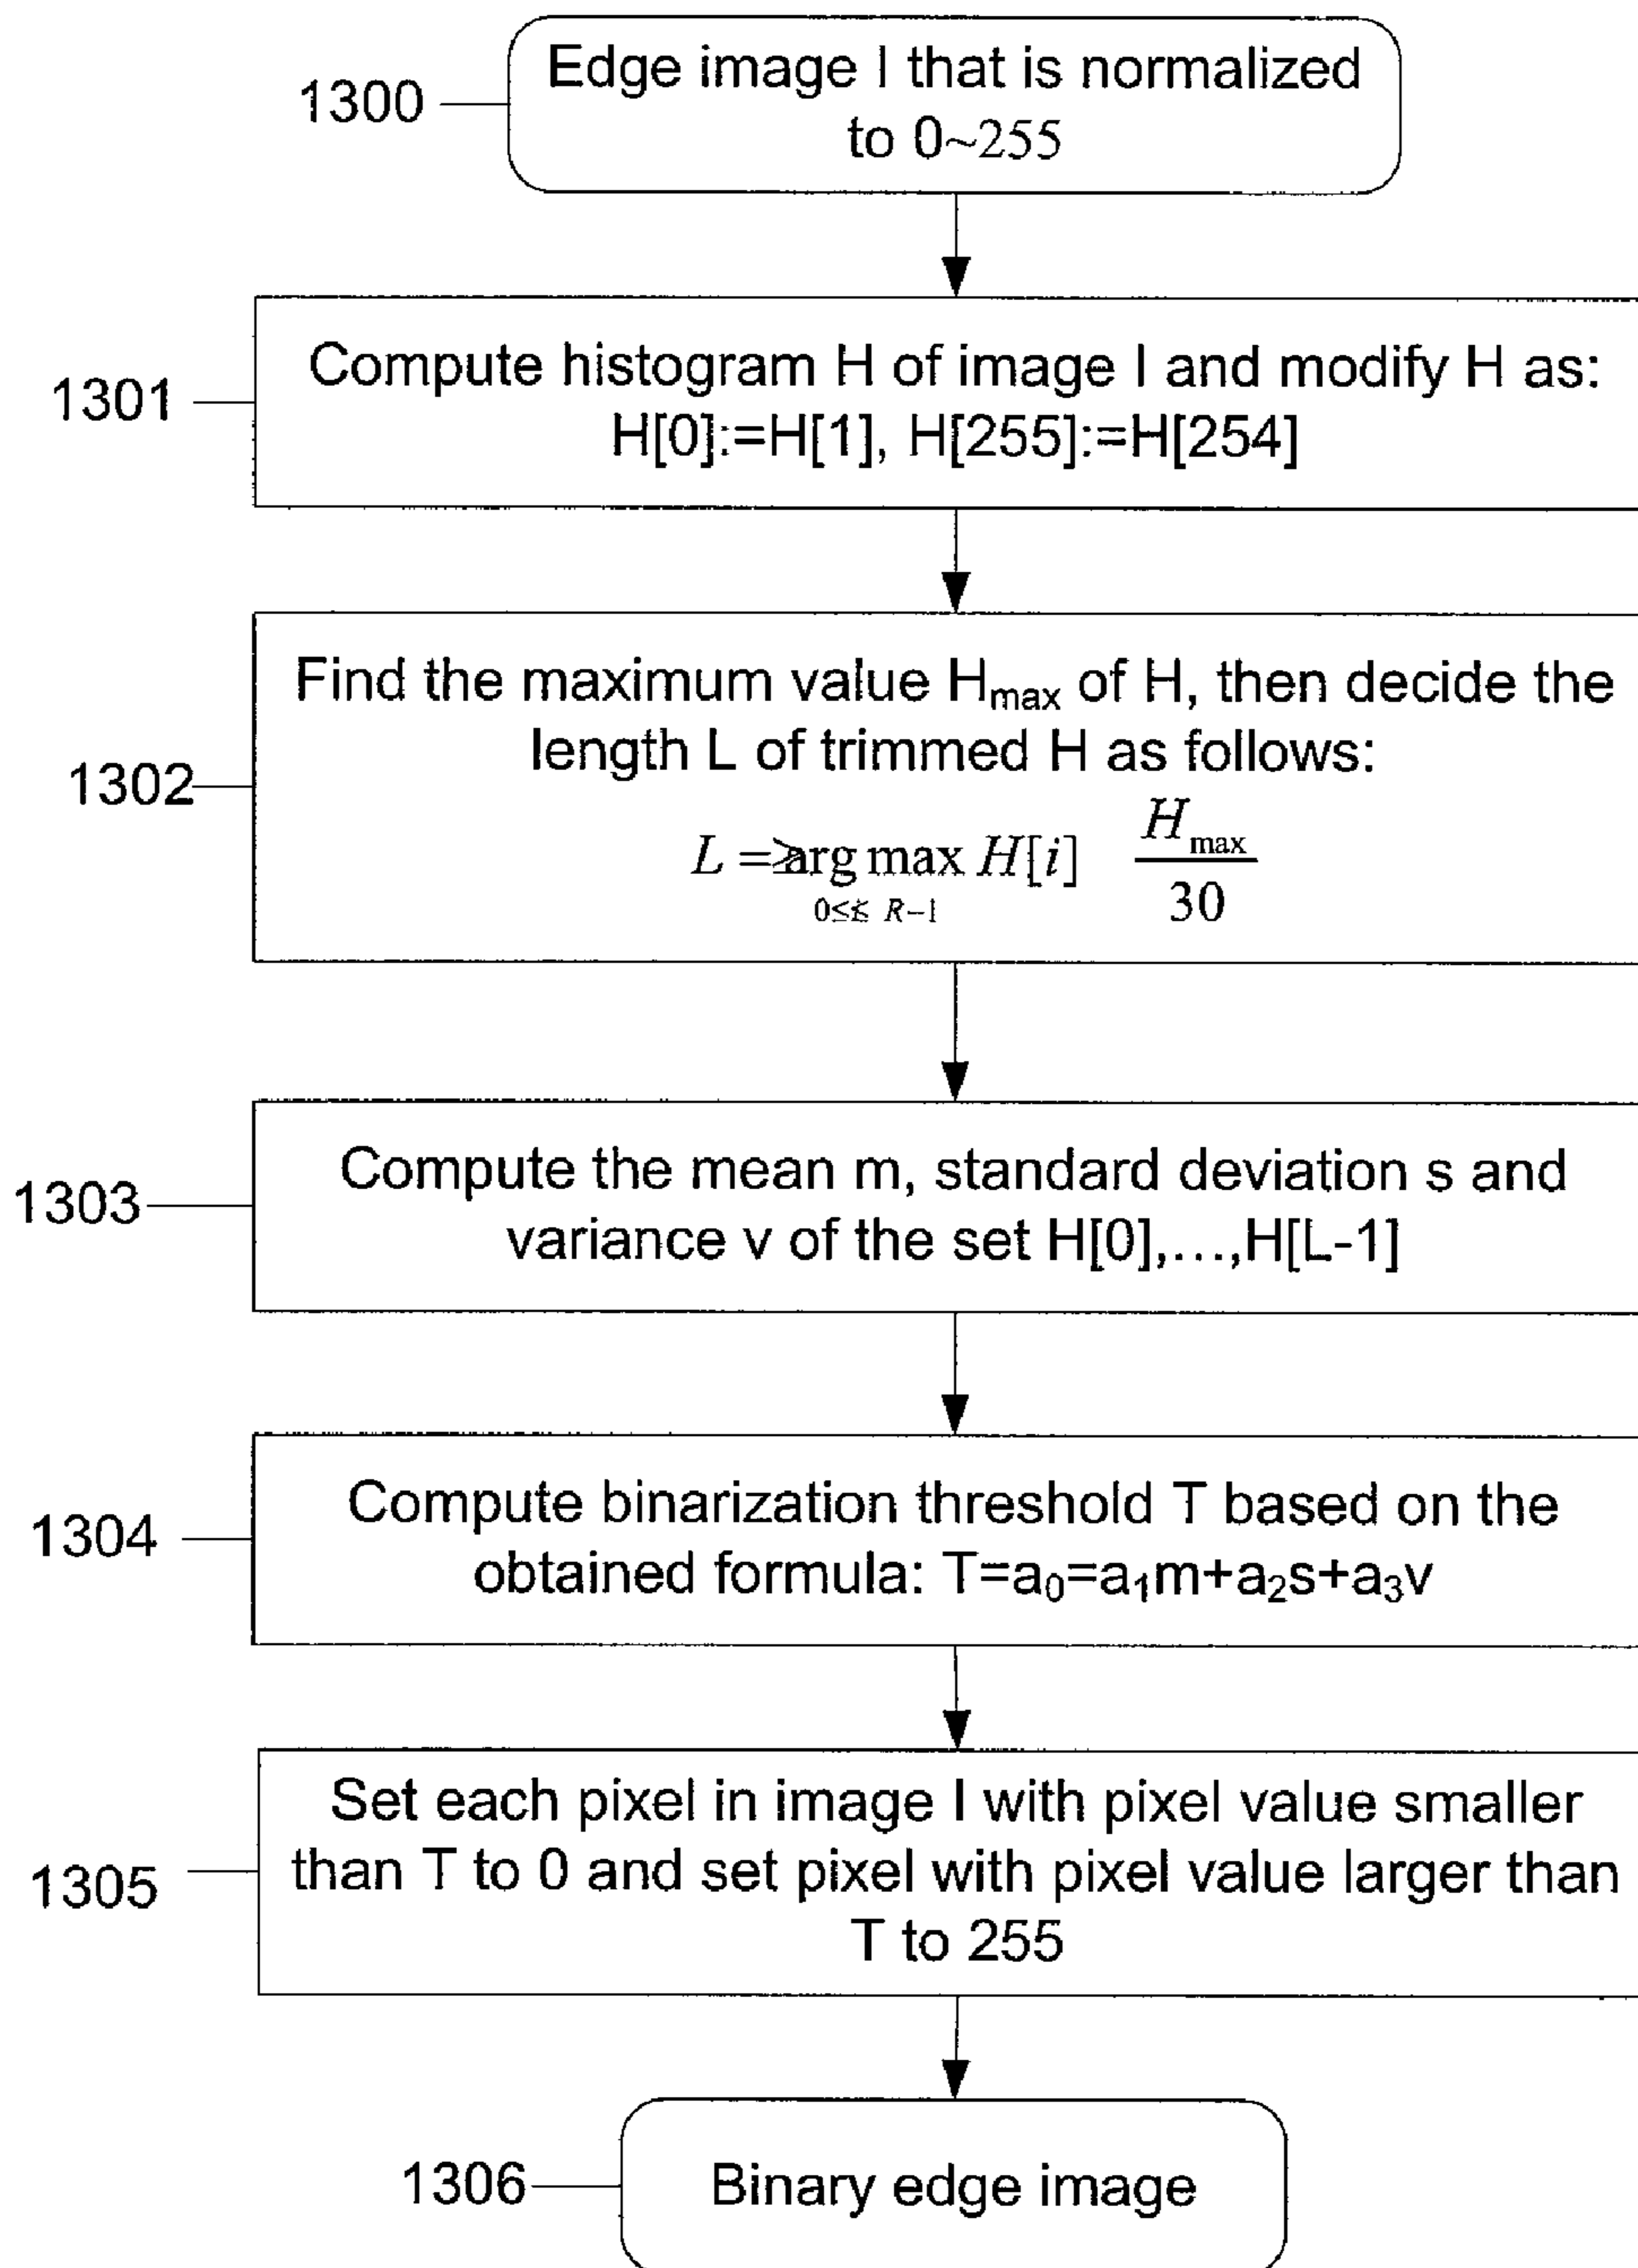 1300
Edge image I that is normalized
to 0~255
1301
Compute histogram H of image I and modify H as:
H[0]:=H[1], H[255]:=H[254]
1302
Find the maximum value Hmax of H, then decide the
length L of trimmed H as follows:
L = ≥ arg max H[i] Hmax/30
0≤ ≤ R−1
1303
Compute the mean m, standard deviation s and
variance v of the set H[0],...,H[L-1]
1304
Compute binarization threshold T based on the
obtained formula: T=a₀=a₁m+a₂s+a₃v
1305
Set each pixel in image I with pixel value smaller
than T to 0 and set pixel with pixel value larger than
T to 255
1306
Binary edge image